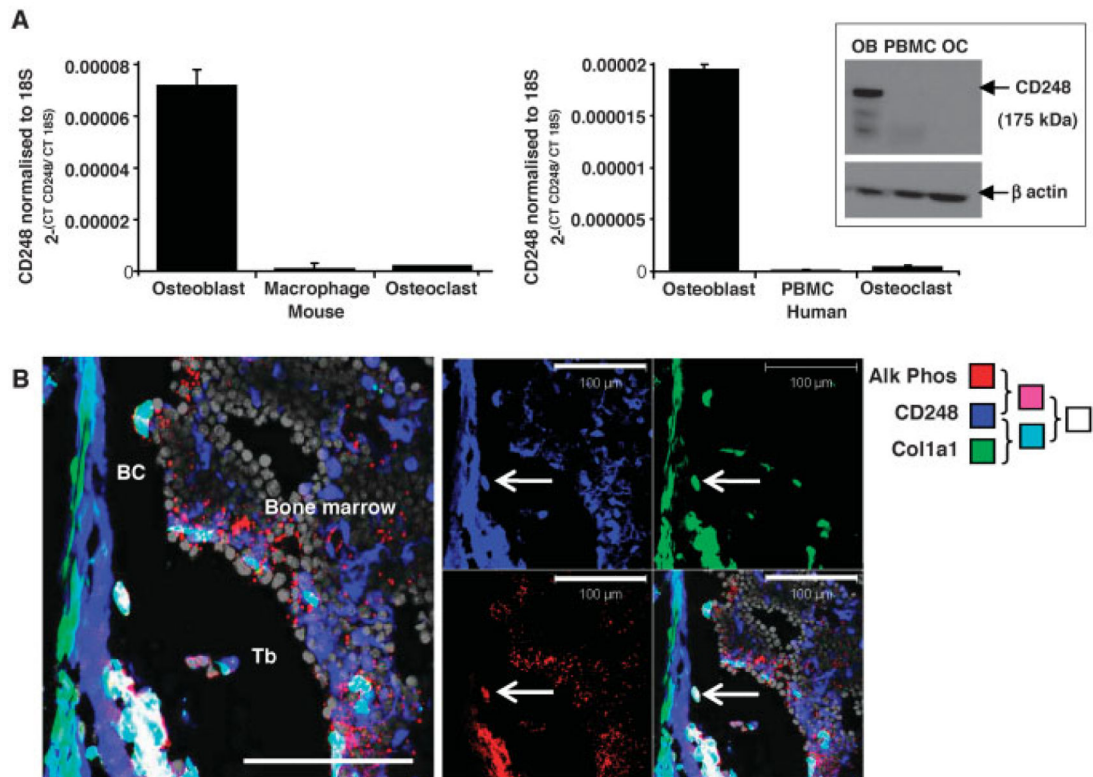 A
CD248 normalised to 18S
2-(CT CD248/ CT 18S)
0.00008
0.00006
0.00004
0.00002
0
Osteoblast Macrophage Osteoclast
Mouse
CD248 normalised to 18S
2-(CT CD248/ CT 18S)
0.00002
0.000015
0.00001
0.000005
0
Osteoblast PBMC Osteoclast
Human
OB PBMC OC
CD248
(175 kDa)
β actin
B
BC
Bone marrow
Tb
100 µm
100 µm
100 µm
100 µm
Alk Phos
CD248
Col1a1